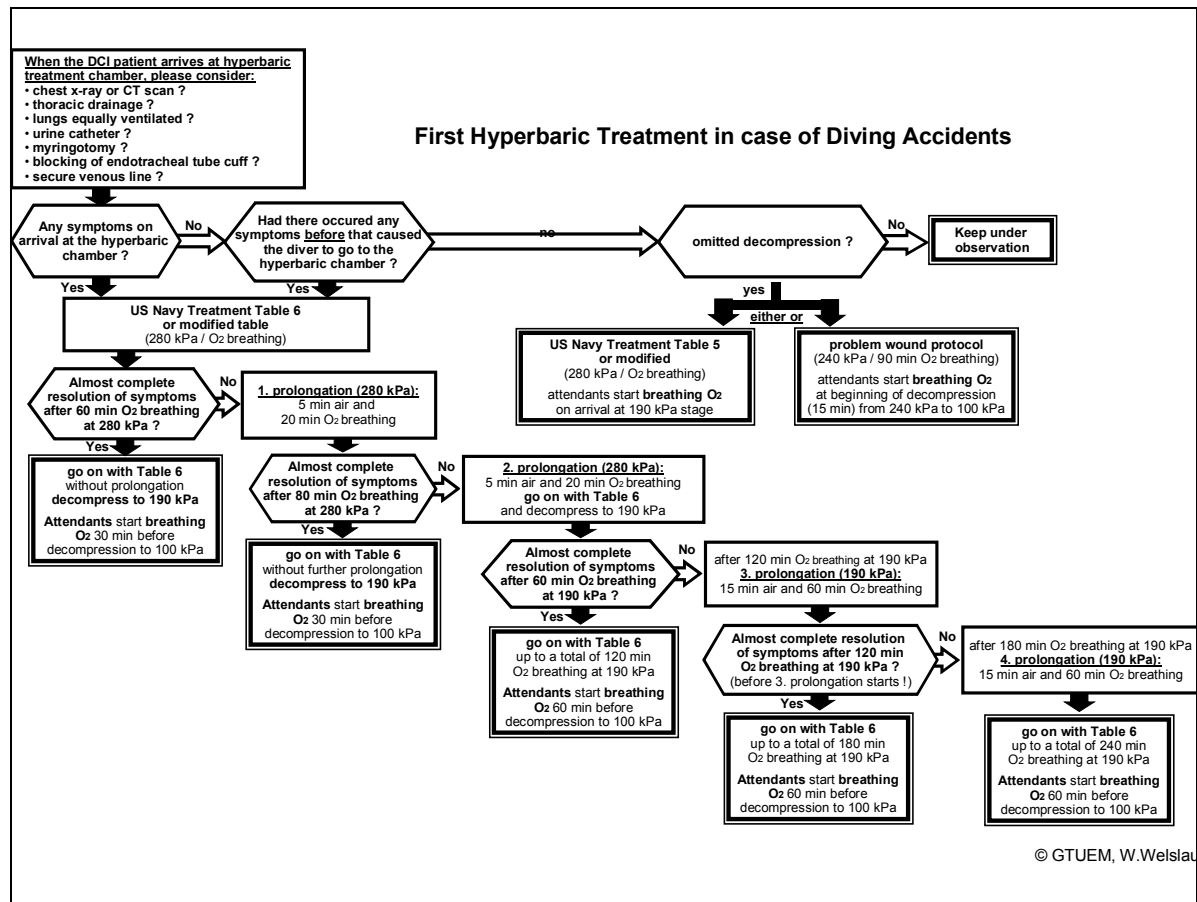 When the DCI patient arrives at hyperbaric
treatment chamber, please consider:
• chest x-ray or CT scan ?
• thoracic drainage ?
• lungs equally ventilated ?
• urine catheter ?
• myringotomy ?
• blocking of endotracheal tube cuff ?
• secure venous line ?
First Hyperbaric Treatment in case of Diving Accidents
Any symptoms on
arrival at the hyperbaric
chamber ?
No
Had there occured any
symptoms before that caused
the diver to go to the
hyperbaric chamber ?
no
omitted decompression ?
No
Keep under
observation
Yes
Yes
yes
either or
US Navy Treatment Table 6
or modified table
(280 kPa / O2 breathing)
US Navy Treatment Table 5
or modified
(280 kPa / O2 breathing)
attendants start breathing O2
on arrival at 190 kPa stage
problem wound protocol
(240 kPa / 90 min O2 breathing)
attendants start breathing O2
at beginning of decompression
(15 min) from 240 kPa to 100 kPa
Almost complete
resolution of symptoms
after 60 min O2 breathing
at 280 kPa ?
No
1. prolongation (280 kPa):
5 min air and
20 min O2 breathing
Yes
go on with Table 6
without prolongation
decompress to 190 kPa
Attendants start breathing
O2 30 min before
decompression to 100 kPa
Almost complete
resolution of symptoms
after 80 min O2 breathing
at 280 kPa ?
No
2. prolongation (280 kPa):
5 min air and 20 min O2 breathing
go on with Table 6
and decompress to 190 kPa
Yes
go on with Table 6
without further prolongation
decompress to 190 kPa
Attendants start breathing
O2 30 min before
decompression to 100 kPa
Almost complete
resolution of symptoms
after 60 min O2 breathing
at 190 kPa ?
No
after 120 min O2 breathing at 190 kPa
3. prolongation (190 kPa):
15 min air and 60 min O2 breathing
Yes
go on with Table 6
up to a total of 120 min
O2 breathing at 190 kPa
Attendants start breathing
O2 60 min before
decompression to 100 kPa
Almost complete resolution
of symptoms after 120 min
O2 breathing at 190 kPa ?
(before 3. prolongation starts !)
No
after 180 min O2 breathing at 190 kPa
4. prolongation (190 kPa):
15 min air and 60 min O2 breathing
Yes
go on with Table 6
up to a total of 180 min
O2 breathing at 190 kPa
Attendants start breathing
O2 60 min before
decompression to 100 kPa
go on with Table 6
up to a total of 240 min
O2 breathing at 190 kPa
Attendants start breathing
O2 60 min before
decompression to 100 kPa
© GTUEM, W.Welslau